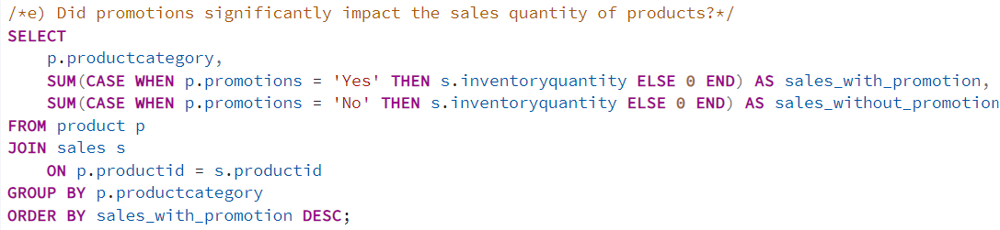 /*e) Did promotions significantly impact the sales quantity of products?*/
SELECT
    p.productcategory,
    SUM(CASE WHEN p.promotions = 'Yes' THEN s.inventoryquantity ELSE 0 END) AS sales_with_promotion,
    SUM(CASE WHEN p.promotions = 'No' THEN s.inventoryquantity ELSE 0 END) AS sales_without_promotion
FROM product p
JOIN sales s
    ON p.productid = s.productid
GROUP BY p.productcategory
ORDER BY sales_with_promotion DESC;